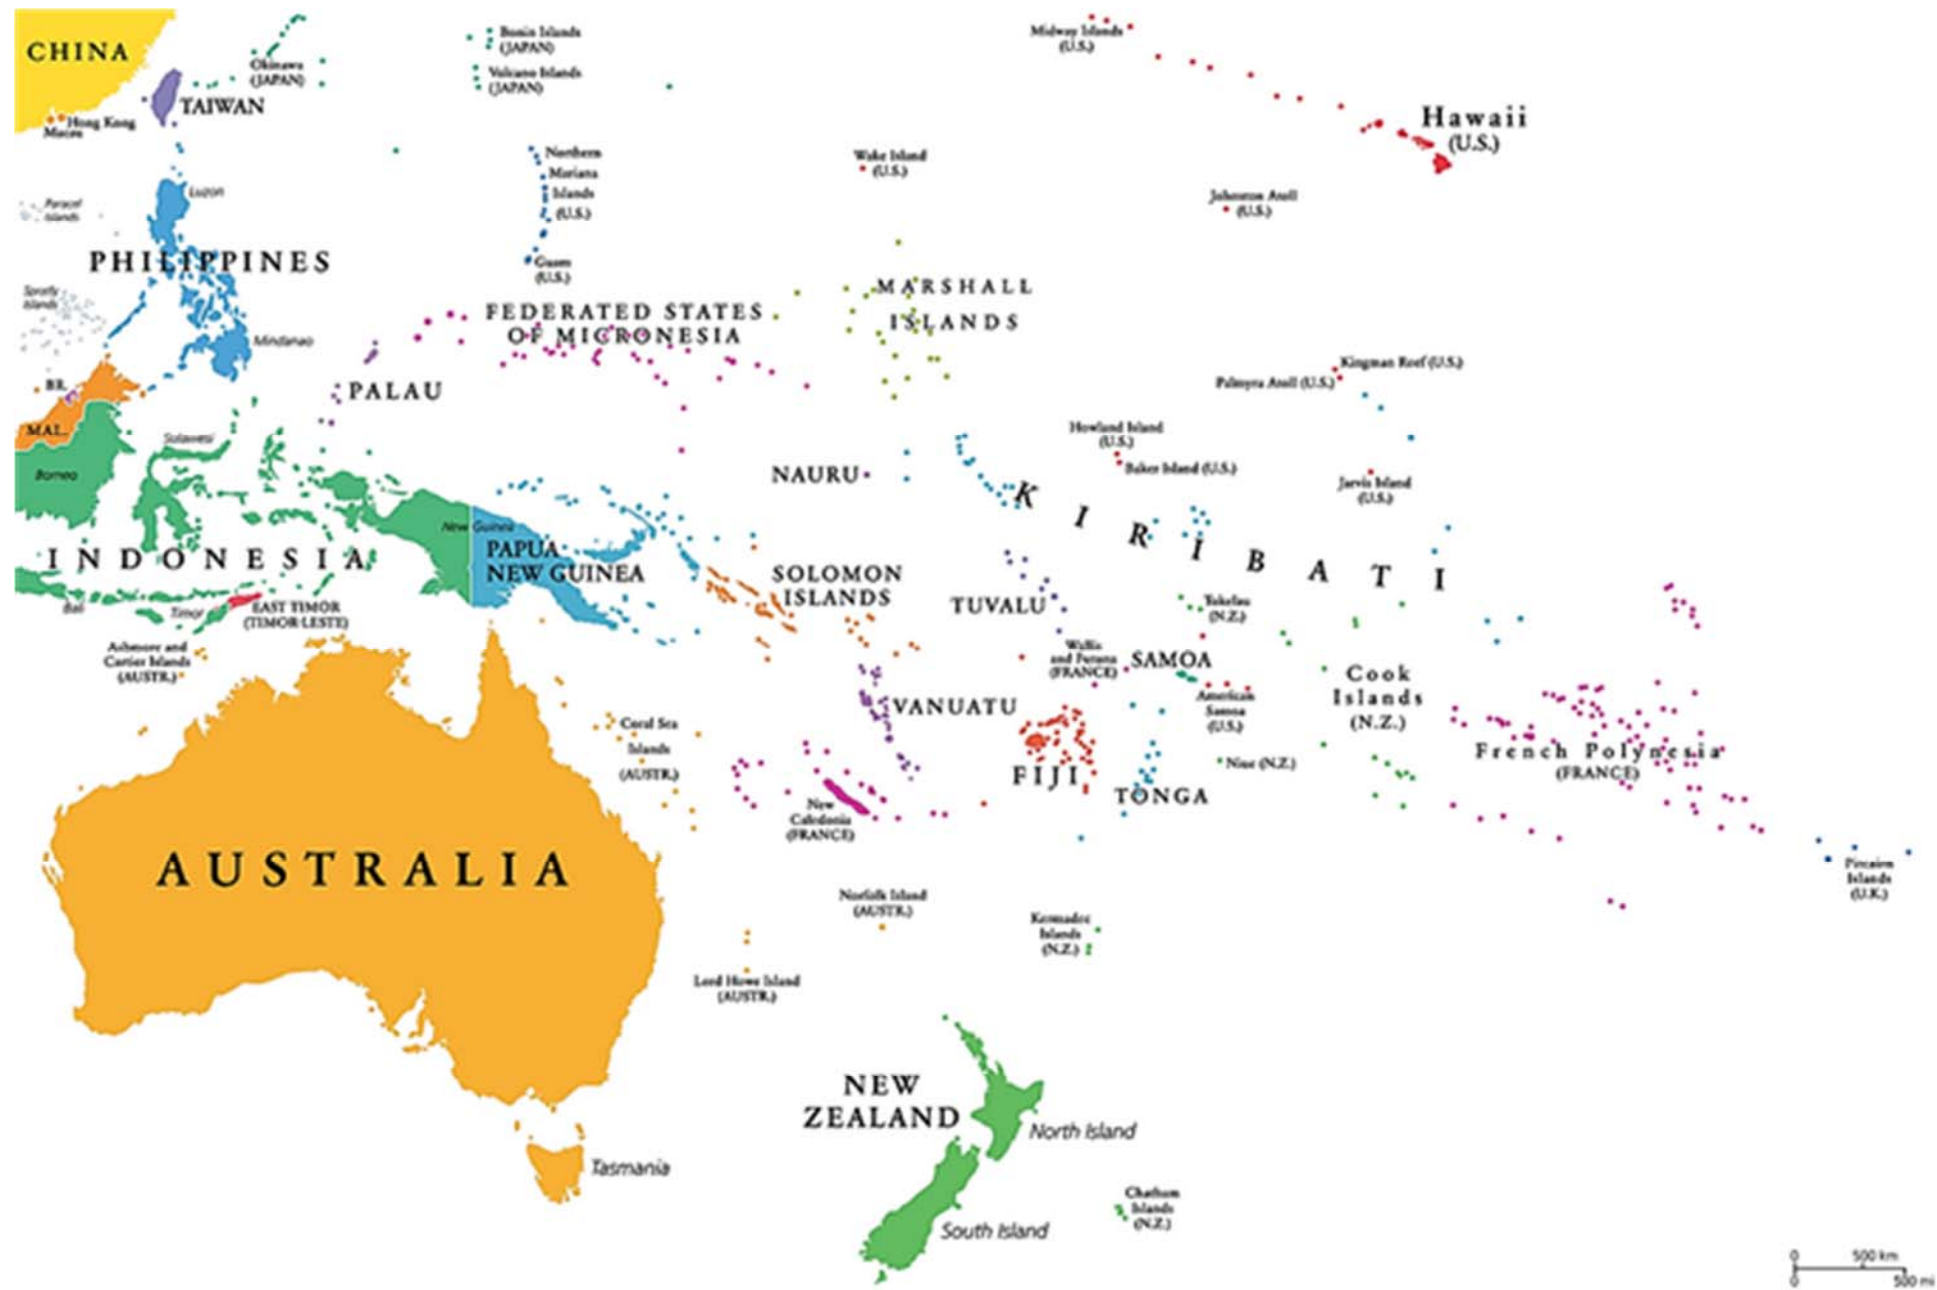 CHINA
Okinawa
(JAPAN)
Bonin Islands
(JAPAN)
Volcano Islands
(JAPAN)
Midway Islands
(U.S.)
TAIWAN
Hong Kong
Macau
Hawaii
(U.S.)
Northern
Mariana
Islands
(U.S.)
Wake Island
(U.S.)
Luzon
Paracel
Islands
Johnston Atoll
(U.S.)
PHILIPPINES
Guam
(U.S.)
MARSHALL
ISLANDS
Spratly
Islands
FEDERATED STATES
OF MICRONESIA
Mindanao
Kingman Reef (U.S.)
Palmyra Atoll (U.S.)
BR.
PALAU
MAL.
Sulawesi
Howland Island
(U.S.)
Baker Island (U.S.)
Borneo
NAURU
Jarvis Island
(U.S.)
KIRIBATI
New Guinea
INDONESIA
PAPUA
NEW GUINEA
SOLOMON
ISLANDS
Bali
Timor
EAST TIMOR
(TIMOR-LESTE)
TUVALU
Tokelau
(N.Z.)
Ashmore and
Cartier Islands
(AUSTR.)
Wallis
and Futuna
(FRANCE)
SAMOA
Cook
Islands
(N.Z.)
American
Samoa
(U.S.)
VANUATU
Coral Sea
Islands
(AUSTR.)
French Polynesia
(FRANCE)
FIJI
Niue (N.Z.)
TONGA
New
Caledonia
(FRANCE)
AUSTRALIA
Pitcairn
Islands
(U.K.)
Norfolk Island
(AUSTR.)
Kermadec
Islands
(N.Z.)
Lord Howe Island
(AUSTR.)
NEW
ZEALAND
North Island
Tasmania
Chatham
Islands
(N.Z.)
South Island
0 500 km
0 500 mi